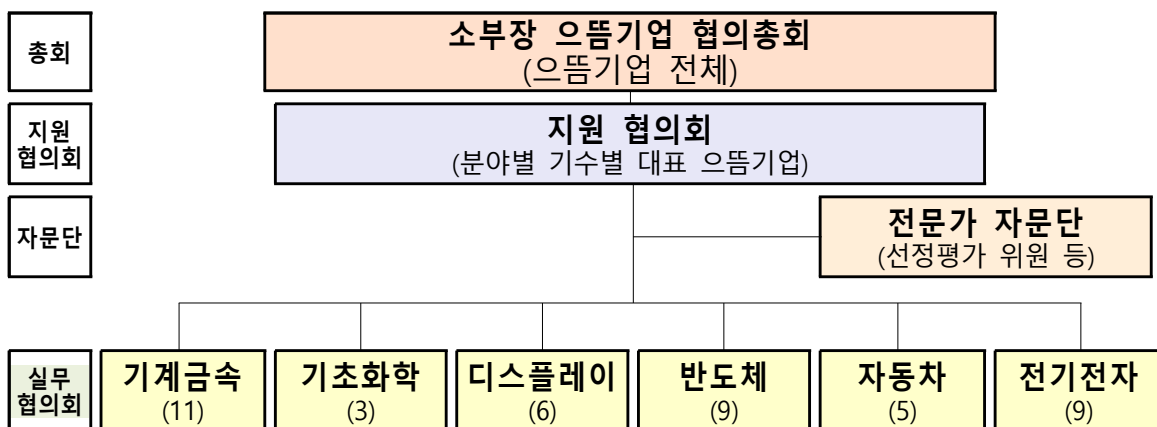 총회
소부장 으뜸기업 협의총회
(으뜸기업 전체)
지원
협의회
지원 협의회
(분야별 기수별 대표 으뜸기업)
자문단
전문가 자문단
(선정평가 위원 등)
실무
협의회
기계금속
(11)
기초화학
(3)
디스플레이
(6)
반도체
(9)
자동차
(5)
전기전자
(9)